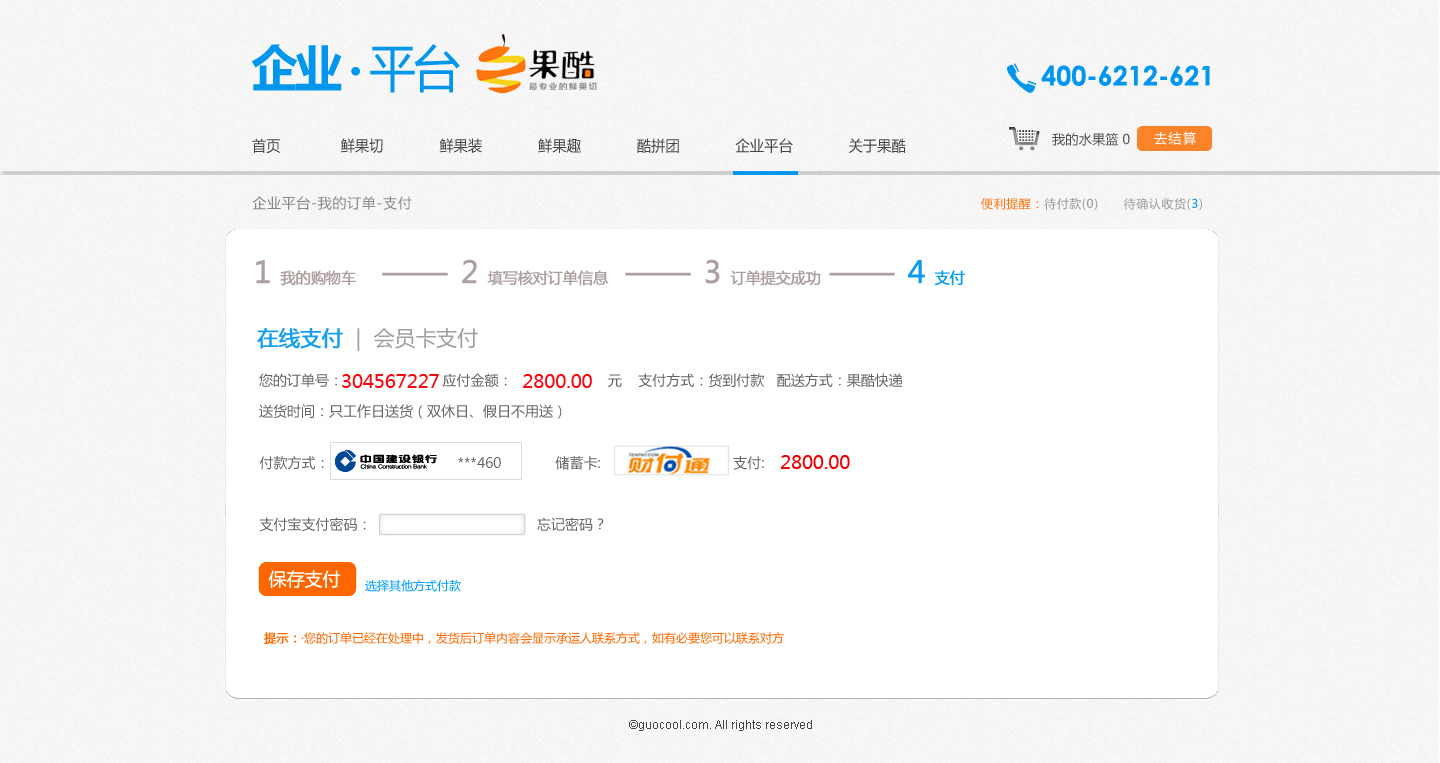 企业·平台 果酷
最专业的鲜果切
400-6212-621
首页 鲜果切 鲜果装 鲜果趣 酷拼团 企业平台 关于果酷 我的水果篮 0 去结算
企业平台-我的订单-支付 便利提醒：待付款(0) 待确认收货(3)
1 我的购物车 2 填写核对订单信息 3 订单提交成功 4 支付
在线支付 | 会员卡支付
您的订单号：304567227 应付金额： 2800.00 元 支付方式：货到付款 配送方式：果酷快递
送货时间：只工作日送货（双休日、假日不用送）
付款方式： 中国建设银行 China Construction Bank ***460 储蓄卡: TENPAY.COM 财付通 支付: 2800.00
支付宝支付密码： 忘记密码？
保存支付 选择其他方式付款
提示：·您的订单已经在处理中，发货后订单内容会显示承运人联系方式，如有必要您可以联系对方
©guocool.com. All rights reserved